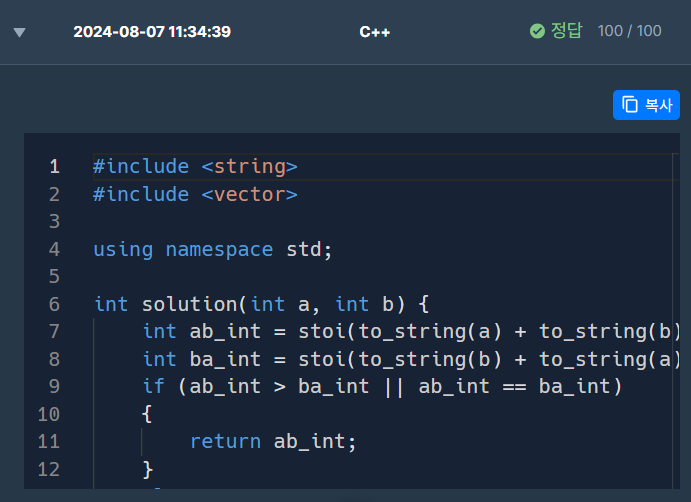 2024-08-07 11:34:39 C++ 정답 100 / 100
복사
1 #include <string>
2 #include <vector>
3
4 using namespace std;
5
6 int solution(int a, int b) {
7 int ab_int = stoi(to_string(a) + to_string(b)
8 int ba_int = stoi(to_string(b) + to_string(a)
9 if (ab_int > ba_int || ab_int == ba_int)
10 {
11 return ab_int;
12 }